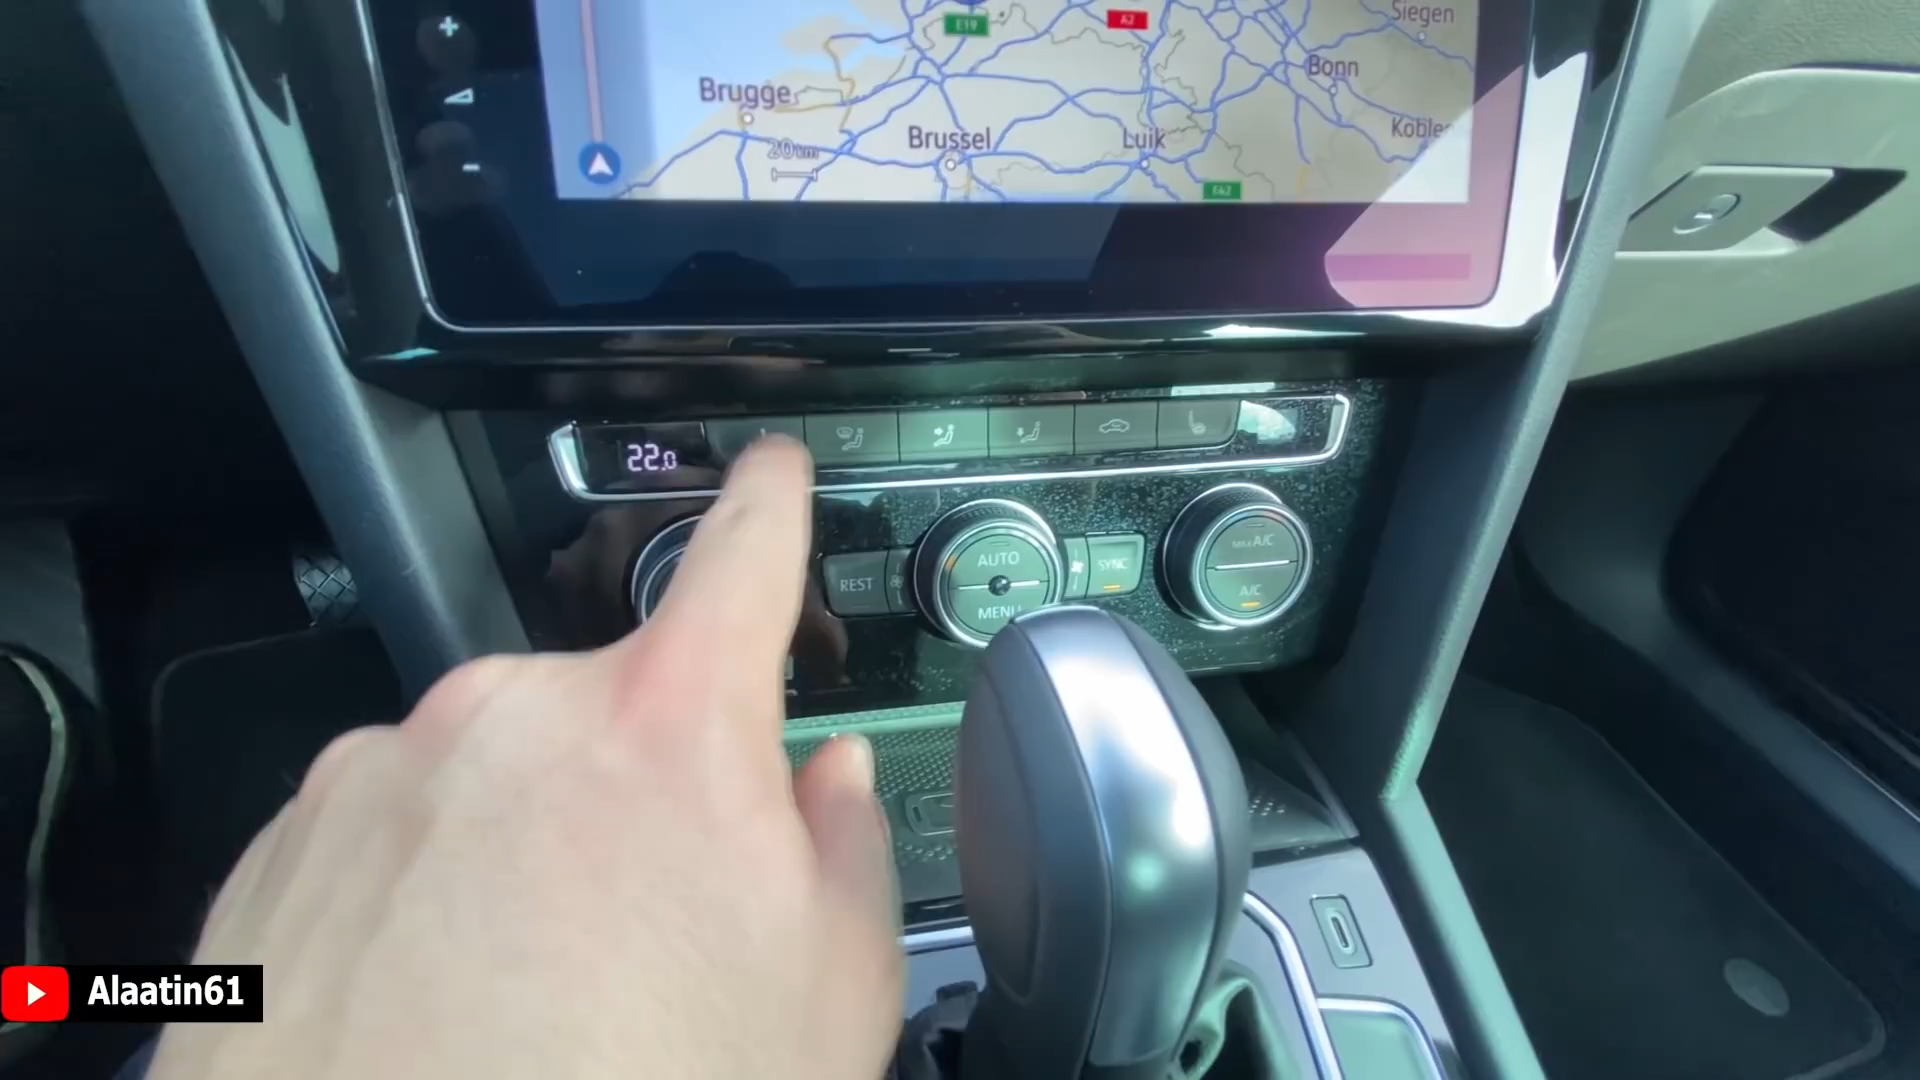 Siegen
E19
A2
Bonn
Brugge
Koblen
Brussel
Luik
20 km
E42
22.0
AUTO
MENU
REST
SYNC
MAX A/C
A/C
Alaatin61